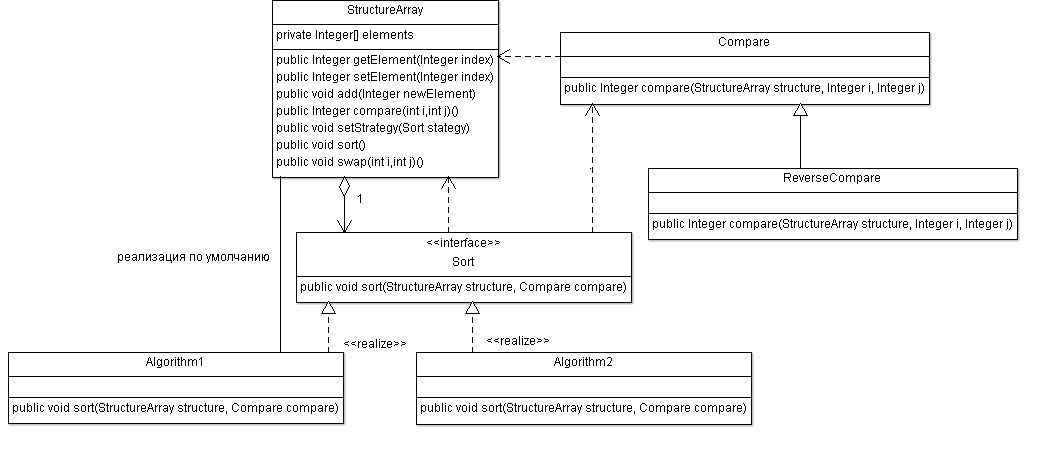 StructureArray
private Integer[] elements
public Integer getElement(Integer index)
public Integer setElement(Integer index)
public void add(Integer newElement)
public Integer compare(int i,int j)()
public void setStrategy(Sort stategy)
public void sort()
public void swap(int i,int j)()
Compare
public Integer compare(StructureArray structure, Integer i, Integer j)
ReverseCompare
public Integer compare(StructureArray structure, Integer i, Integer j)
1
<<interface>>
Sort
public void sort(StructureArray structure, Compare compare)
реализация по умолчанию
<<realize>>
<<realize>>
Algorithm1
public void sort(StructureArray structure, Compare compare)
Algorithm2
public void sort(StructureArray structure, Compare compare)